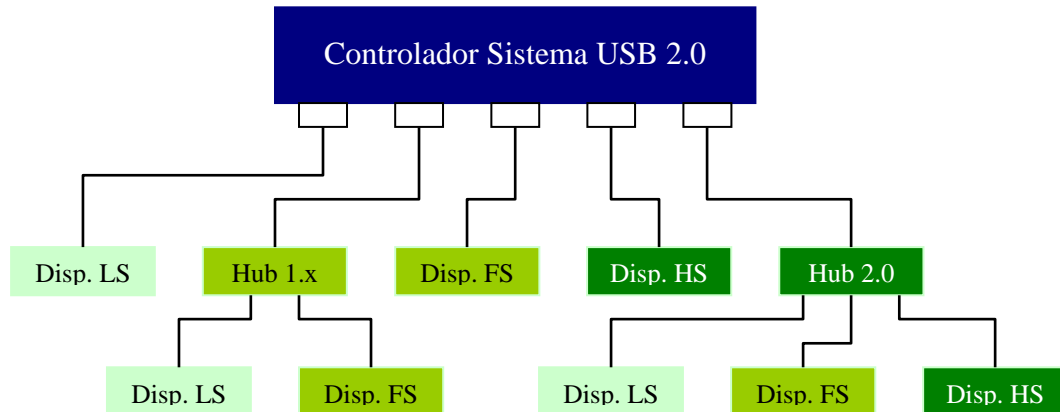 Controlador Sistema USB 2.0
Disp. LS
Hub 1.x
Disp. FS
Disp. HS
Hub 2.0
Disp. LS
Disp. FS
Disp. LS
Disp. FS
Disp. HS